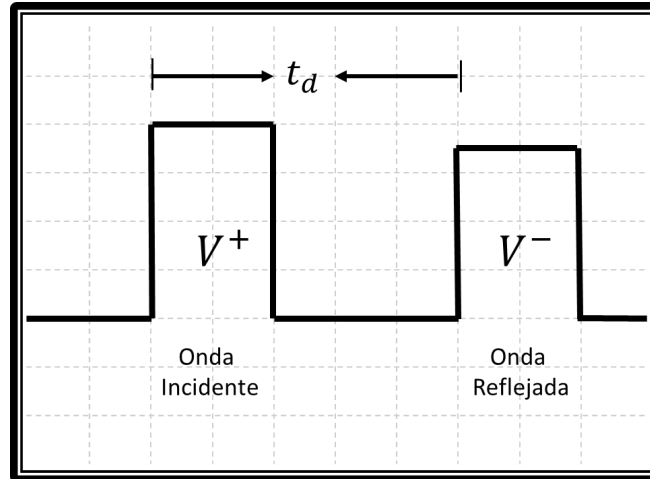 t_d
V⁺
V⁻
Onda
Incidente
Onda
Reflejada